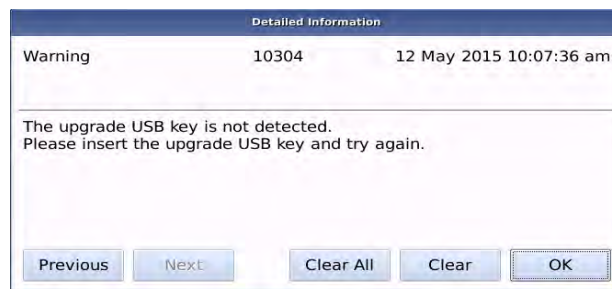 Detailed Information
Warning 10304 12 May 2015 10:07:36 am
The upgrade USB key is not detected.
Please insert the upgrade USB key and try again.
Previous Next Clear All Clear OK